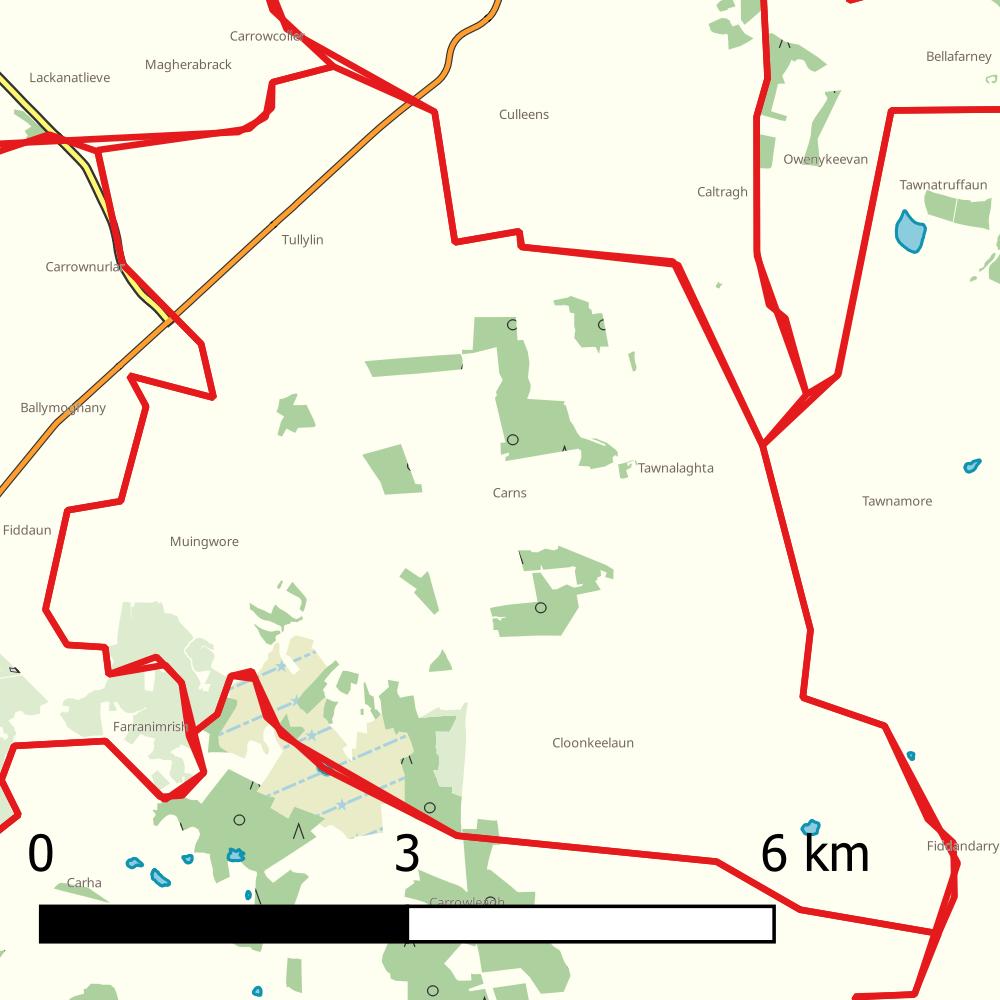 Carrowcoller
Bellafarney
Magherabrack
Lackanatlieve
Culleens
Owenykeevan
Tawnatruffaun
Caltragh
Tullylin
Carrownurlar
Ballymoghany
Tawnalaghta
Carns
Tawnamore
Fiddaun
Muingwore
Farranimrish
Cloonkeelaun
Fiddandarry
0 3 6 km
Carha
Carrowleagh